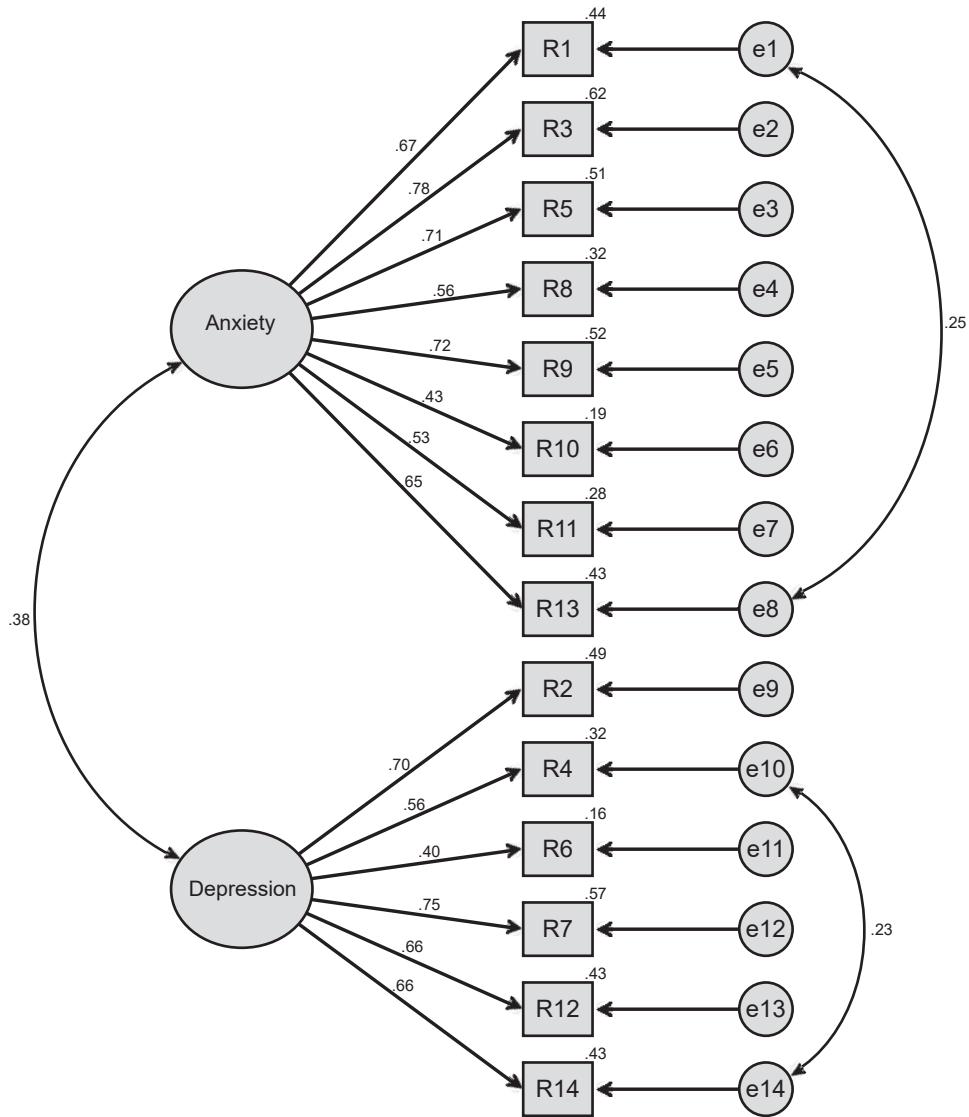 .44
R1
e1
.62
R3
e2
.67
.51
R5
e3
.78
.71
.32
R8
e4
.56
Anxiety
.25
.52
R9
e5
.72
.43
.19
R10
e6
.53
65
.28
R11
e7
.43
R13
e8
.38
.49
R2
e9
.70
.32
R4
e10
.56
.16
R6
e11
.40
Depression
.75
.57
R7
e12
.23
.66
.66
.43
R12
e13
.43
R14
e14